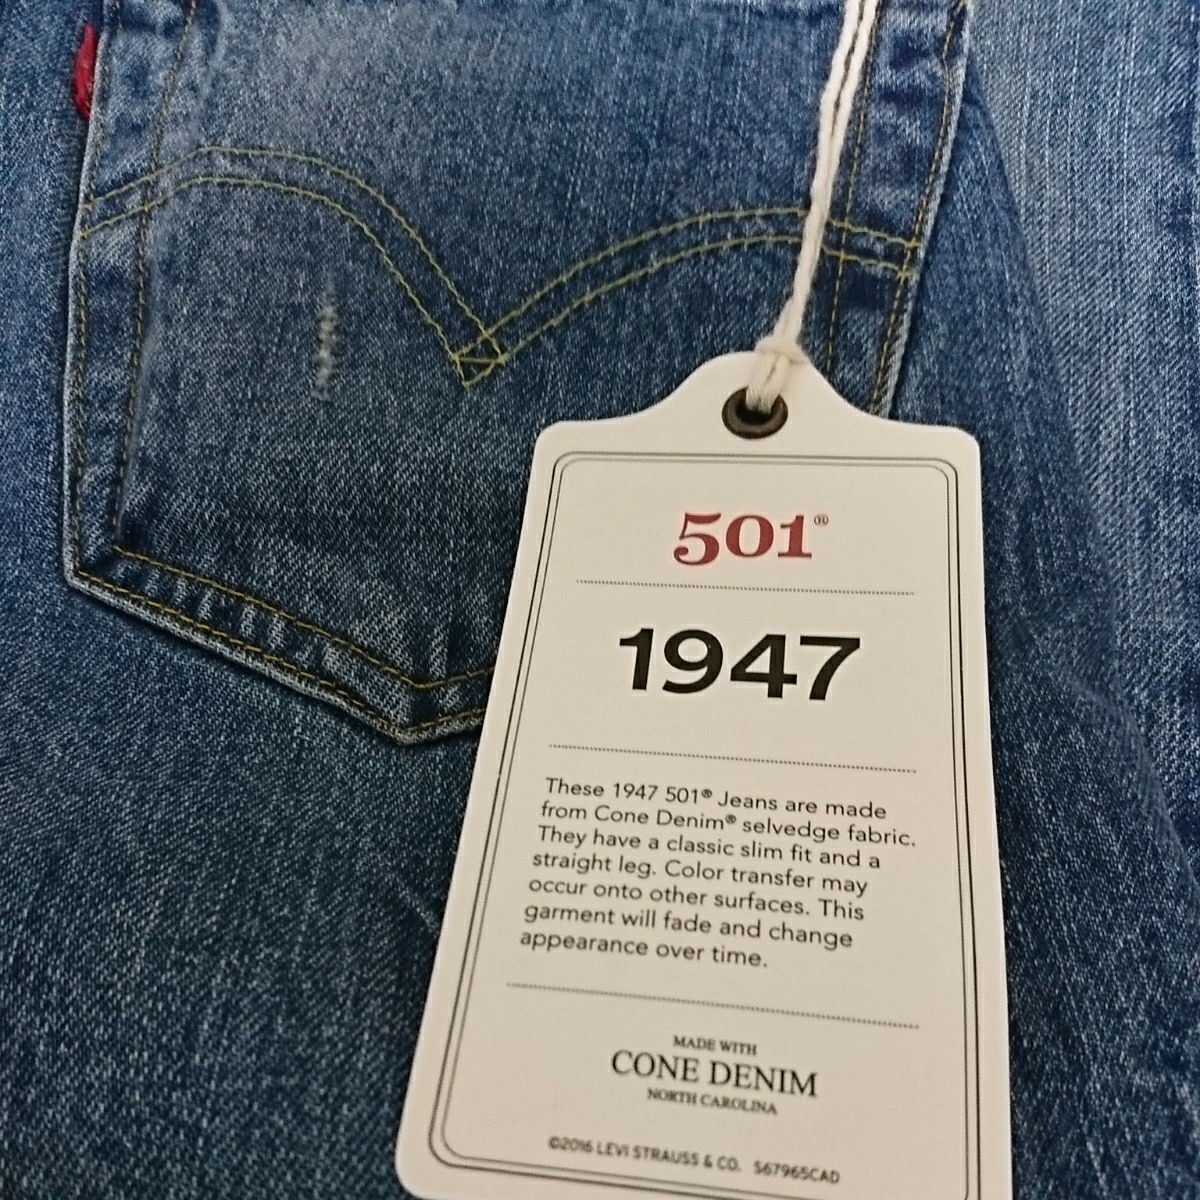 501®
1947
These 1947 501® Jeans are made
from Cone Denim® selvedge fabric.
They have a classic slim fit and a
straight leg. Color transfer may
occur onto other surfaces. This
garment will fade and change
appearance over time.
MADE WITH
CONE DENIM
NORTH CAROLINA
©2016 LEVI STRAUSS & CO. S67965CAD